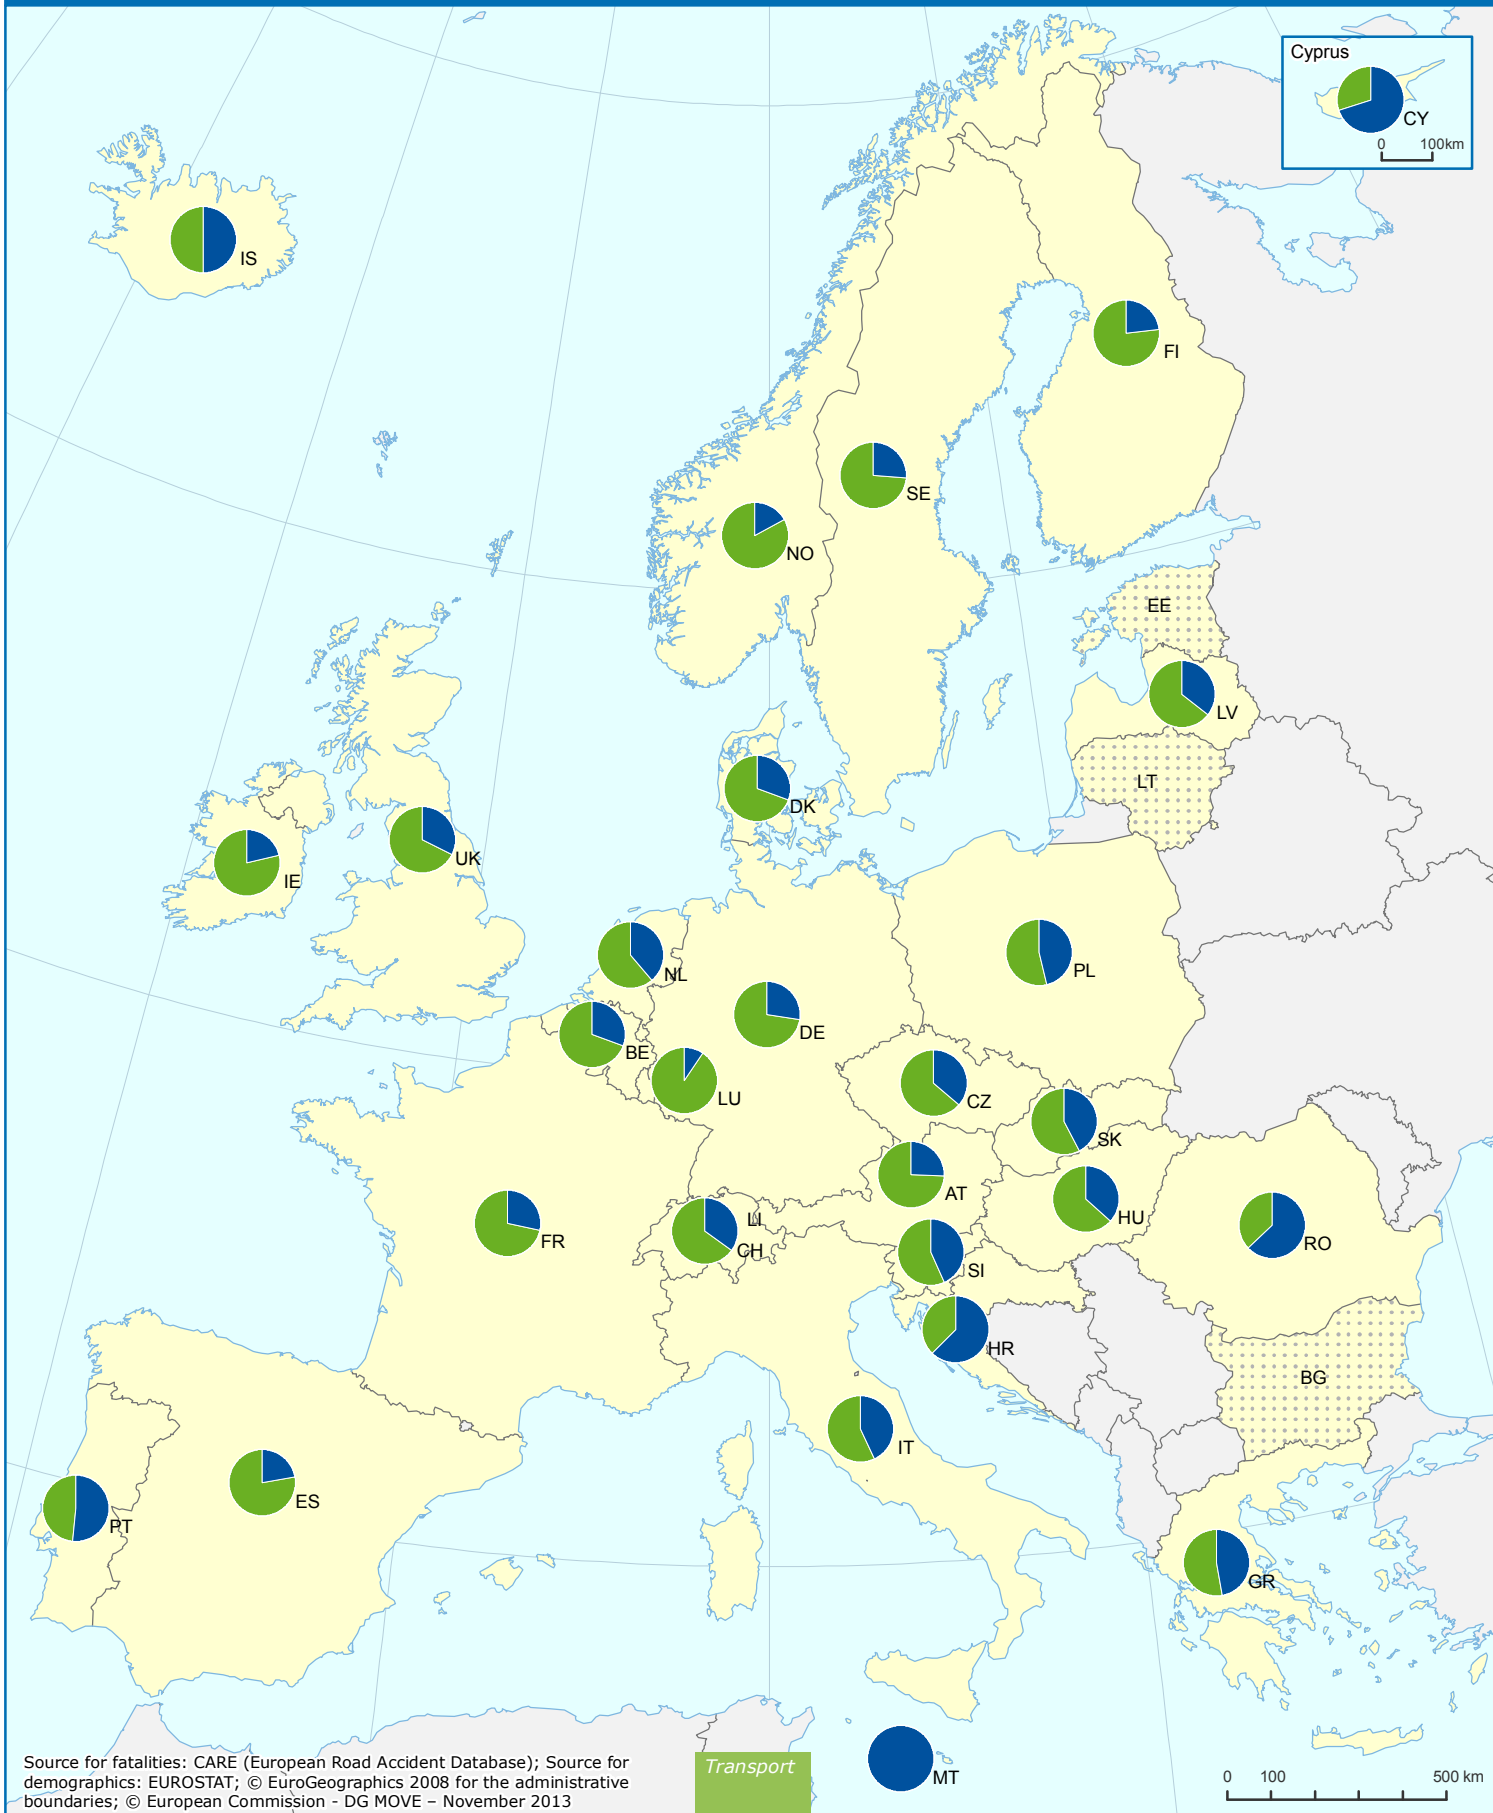 Cyprus
CY
0 100km
IS
FI
SE
NO
EE
LV
LT
DK
UK
IE
NL
PL
DE
BE
LU
CZ
SK
AT
HU
LI
CH
FR
RO
SI
HR
BG
IT
ES
PT
GR
MT
Source for fatalities: CARE (European Road Accident Database); Source for
demographics: EUROSTAT; © EuroGeographics 2008 for the administrative
boundaries; © European Commission - DG MOVE – November 2013
Transport
0 100 500 km